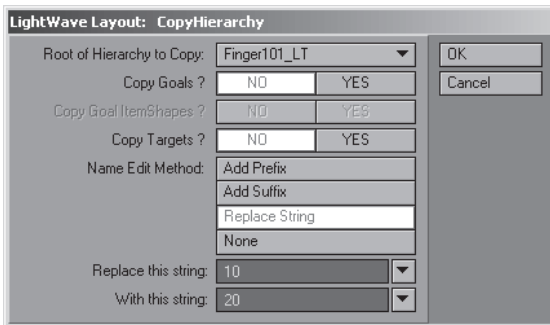 LightWave Layout: CopyHierarchy
Root of Hierarchy to Copy: Finger101_LT OK
Copy Goals ? NO YES Cancel
Copy Goal ItemShapes ? NO YES
Copy Targets ? NO YES
Name Edit Method: Add Prefix
Add Suffix
Replace String
None
Replace this string: 10
With this string: 20